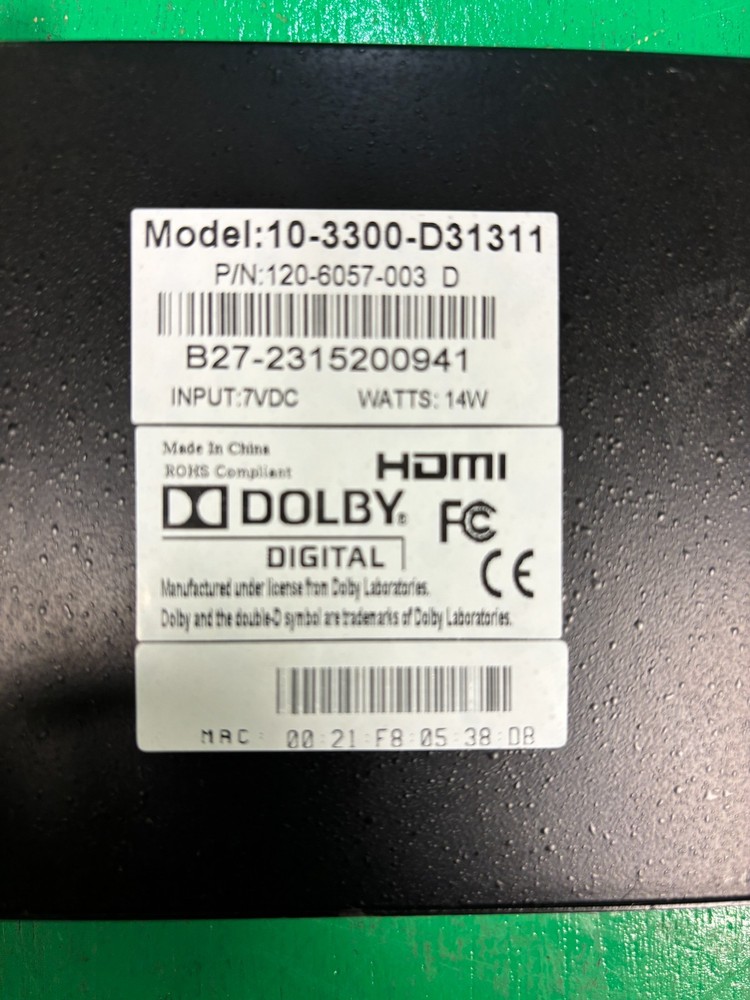 Model:10-3300-D31311
P/N:120-6057-003 D
B27-2315200941
INPUT:7VDC WATTS: 14W
Made In China
ROHS Compliant
HDMI
DOLBY®
DIGITAL
FC
CE
Manufactured under license from Dolby Laboratories.
Dolby and the double-D symbol are trademarks of Dolby Laboratories.
MAC: 00:21:F8:05:38:DB